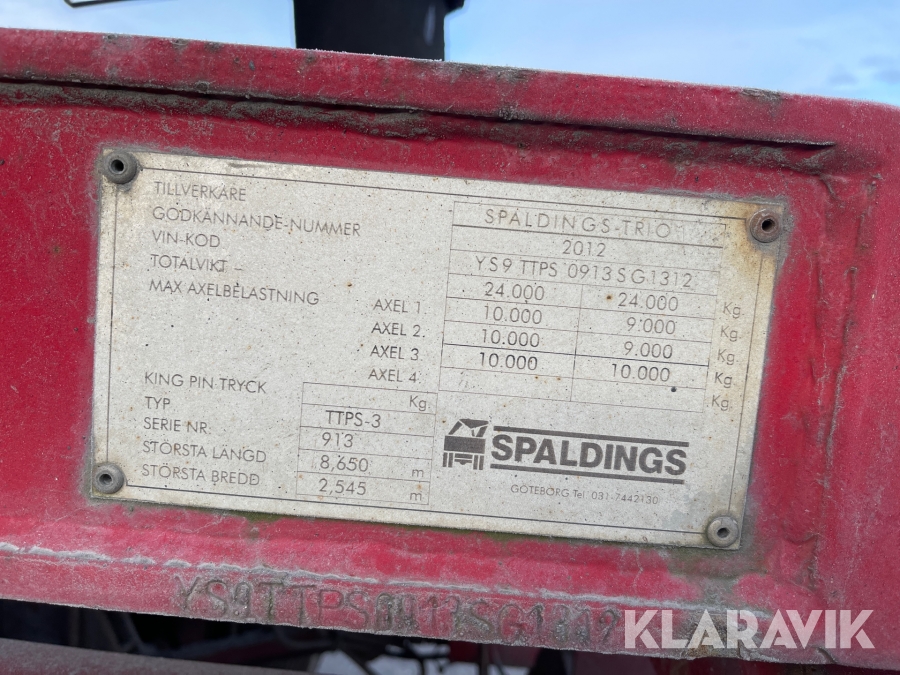 TILLVERKARE SPALDINGS-TRIO
GODKÄNNANDE-NUMMER 2012
VIN-KOD YS9 TTPS 0913 SG1312
TOTALVIKT 24.000 24.000 Kg
MAX AXELBELASTNING AXEL 1. 10.000 9.000 Kg
AXEL 2. 10.000 9.000 Kg
AXEL 3. 10.000 10.000 Kg
AXEL 4. Kg
KING PIN TRYCK Kg
TYP TTPS-3
SERIE NR. 913
STÖRSTA LÄNGD 8,650 m
STÖRSTA BREDD 2,545 m
SPALDINGS
GÖTEBORG Tel. 031-7442130
YS9TTPS0913SG1312
KLARAVIK